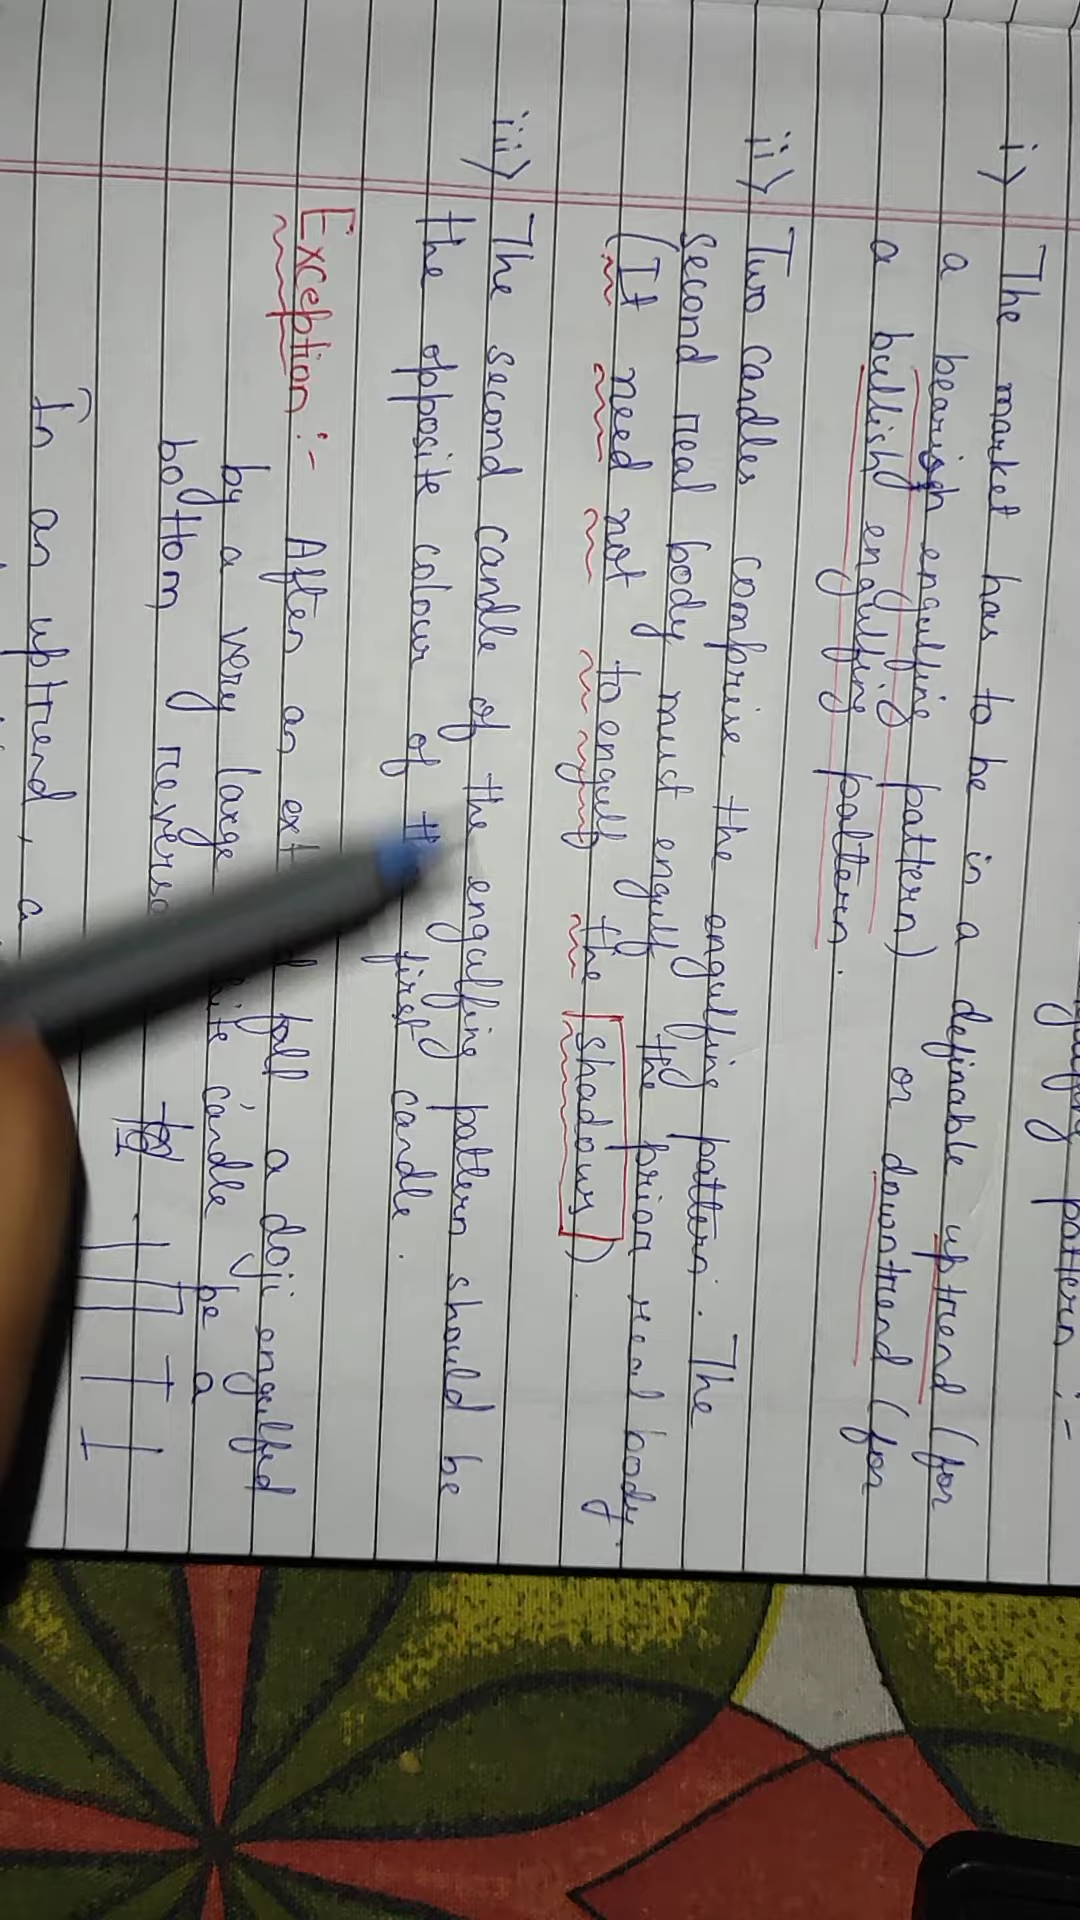 pattern :-
i> The market has to be in a definable uptrend (for
a bearish engulfing pattern) or downtrend (for
a bullish engulfing pattern.
ii> Two candles comprise the engulfing pattern. The
second real body must engulf the prior real body
(It need not to engulf the shadows).
iii> The second candle of the engulfing pattern should be
the opposite colour of the first candle.
Exception :- After an fall a doji engulfed
by a very large candle be a
bottom
In an uptrend, a